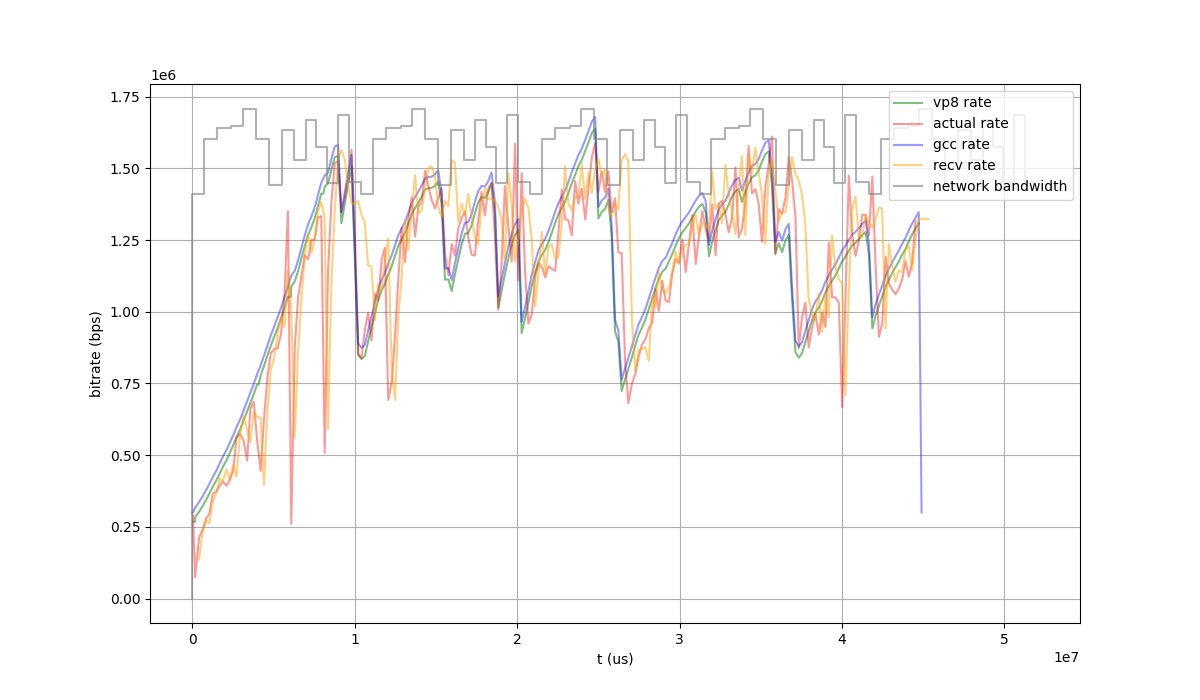 1e6
1.75
1.50
1.25
1.00
0.75
0.50
0.25
0.00
bitrate (bps)
vp8 rate
actual rate
gcc rate
recv rate
network bandwidth
0 1 2 3 4 5
t (us)
1e7